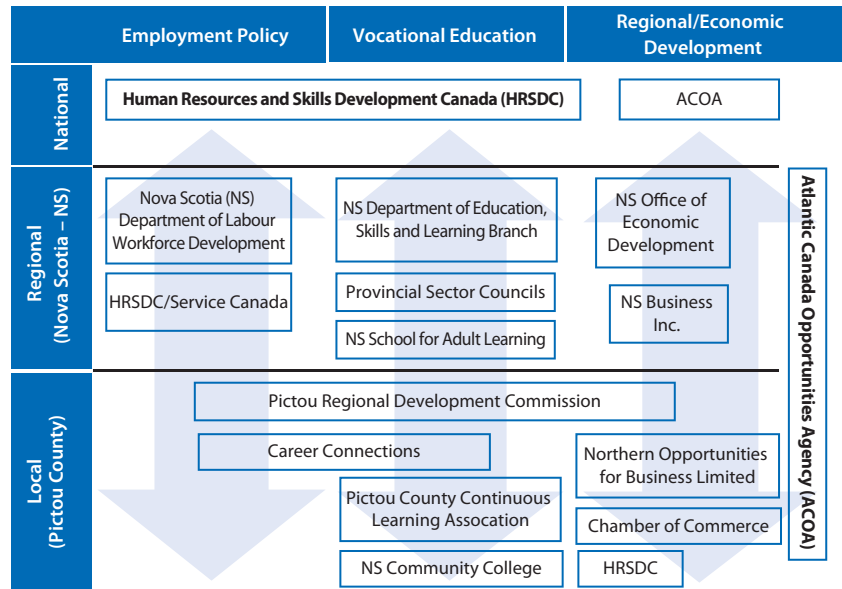 Employment Policy
Vocational Education
Regional/Economic
Development
National
Human Resources and Skills Development Canada (HRSDC)
ACOA
Regional
(Nova Scotia – NS)
Nova Scotia (NS)
Department of Labour
Workforce Development
NS Department of Education,
Skills and Learning Branch
NS Office of
Economic
Development
HRSDC/Service Canada
Provincial Sector Councils
NS School for Adult Learning
NS Business
Inc.
Atlantic Canada Opportunities Agency (ACOA)
Local
(Pictou County)
Pictou Regional Development Commission
Career Connections
Northern Opportunities
for Business Limited
Pictou County Continuous
Learning Assocation
Chamber of Commerce
NS Community College
HRSDC